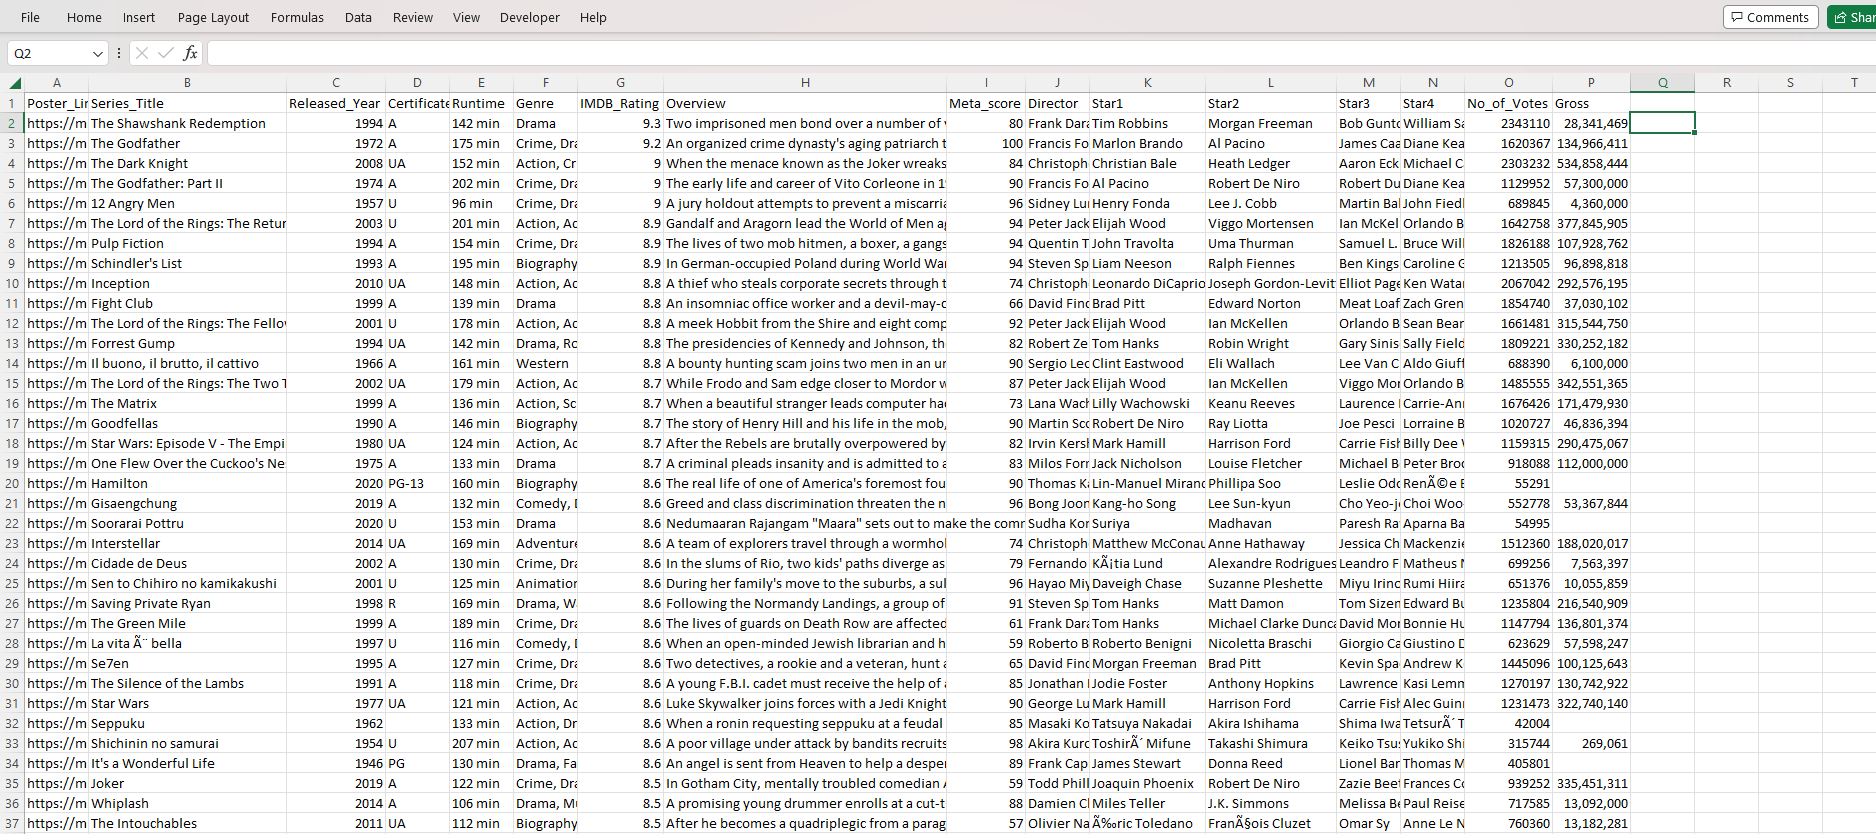 File Home Insert Page Layout Formulas Data Review View Developer Help Comments Shar
Q2 fx
A B C D E F G H I J K L M N O P Q R S T
1 Poster_Lir Series_Title Released_Year Certificate Runtime Genre IMDB_Rating Overview Meta_score Director Star1 Star2 Star3 Star4 No_of_Votes Gross
2 https://m The Shawshank Redemption 1994 A 142 min Drama 9.3 Two imprisoned men bond over a number of v 80 Frank Dara Tim Robbins Morgan Freeman Bob Gunto William Sa 2343110 28,341,469
3 https://m The Godfather 1972 A 175 min Crime, Dra 9.2 An organized crime dynasty's aging patriarch t 100 Francis Fo Marlon Brando Al Pacino James Caa Diane Kea 1620367 134,966,411
4 https://m The Dark Knight 2008 UA 152 min Action, Cr 9 When the menace known as the Joker wreaks 84 Christoph Christian Bale Heath Ledger Aaron Eck Michael C 2303232 534,858,444
5 https://m The Godfather: Part II 1974 A 202 min Crime, Dra 9 The early life and career of Vito Corleone in 1 90 Francis Fo Al Pacino Robert De Niro Robert Du Diane Kea 1129952 57,300,000
6 https://m 12 Angry Men 1957 U 96 min Crime, Dra 9 A jury holdout attempts to prevent a miscarria 96 Sidney Lu Henry Fonda Lee J. Cobb Martin Bal John Fiedl 689845 4,360,000
7 https://m The Lord of the Rings: The Retur 2003 U 201 min Action, Ac 8.9 Gandalf and Aragorn lead the World of Men ag 94 Peter Jack Elijah Wood Viggo Mortensen Ian McKel Orlando B 1642758 377,845,905
8 https://m Pulp Fiction 1994 A 154 min Crime, Dra 8.9 The lives of two mob hitmen, a boxer, a gangs 94 Quentin T John Travolta Uma Thurman Samuel L. Bruce Will 1826188 107,928,762
9 https://m Schindler's List 1993 A 195 min Biography 8.9 In German-occupied Poland during World War 94 Steven Sp Liam Neeson Ralph Fiennes Ben Kings Caroline G 1213505 96,898,818
10 https://m Inception 2010 UA 148 min Action, Ac 8.8 A thief who steals corporate secrets through t 74 Christoph Leonardo DiCaprio Joseph Gordon-Levit Elliot Page Ken Watar 2067042 292,576,195
11 https://m Fight Club 1999 A 139 min Drama 8.8 An insomniac office worker and a devil-may-c 66 David Finc Brad Pitt Edward Norton Meat Loaf Zach Gren 1854740 37,030,102
12 https://m The Lord of the Rings: The Fellov 2001 U 178 min Action, Ac 8.8 A meek Hobbit from the Shire and eight comp 92 Peter Jack Elijah Wood Ian McKellen Orlando B Sean Bear 1661481 315,544,750
13 https://m Forrest Gump 1994 UA 142 min Drama, Ro 8.8 The presidencies of Kennedy and Johnson, th 82 Robert Ze Tom Hanks Robin Wright Gary Sinis Sally Field 1809221 330,252,182
14 https://m Il buono, il brutto, il cattivo 1966 A 161 min Western 8.8 A bounty hunting scam joins two men in an un 90 Sergio Lec Clint Eastwood Eli Wallach Lee Van C Aldo Giuff 688390 6,100,000
15 https://m The Lord of the Rings: The Two T 2002 UA 179 min Action, Ac 8.7 While Frodo and Sam edge closer to Mordor w 87 Peter Jack Elijah Wood Ian McKellen Viggo Mor Orlando B 1485555 342,551,365
16 https://m The Matrix 1999 A 136 min Action, Sc 8.7 When a beautiful stranger leads computer hac 73 Lana Wach Lilly Wachowski Keanu Reeves Laurence Carrie-Anr 1676426 171,479,930
17 https://m Goodfellas 1990 A 146 min Biography 8.7 The story of Henry Hill and his life in the mob, 90 Martin Sco Robert De Niro Ray Liotta Joe Pesci Lorraine B 1020727 46,836,394
18 https://m Star Wars: Episode V - The Empi 1980 UA 124 min Action, Ac 8.7 After the Rebels are brutally overpowered by 82 Irvin Kersl Mark Hamill Harrison Ford Carrie Fish Billy Dee 1159315 290,475,067
19 https://m One Flew Over the Cuckoo's Ne 1975 A 133 min Drama 8.7 A criminal pleads insanity and is admitted to a 83 Milos Forr Jack Nicholson Louise Fletcher Michael B Peter Broc 918088 112,000,000
20 https://m Hamilton 2020 PG-13 160 min Biography 8.6 The real life of one of America's foremost fou 90 Thomas Ka Lin-Manuel Miranc Phillipa Soo Leslie Odc RenÃ©e E 55291
21 https://m Gisaengchung 2019 A 132 min Comedy, D 8.6 Greed and class discrimination threaten the n 96 Bong Joon Kang-ho Song Lee Sun-kyun Cho Yeo-j Choi Woo- 552778 53,367,844
22 https://m Soorarai Pottru 2020 U 153 min Drama 8.6 Nedumaaran Rajangam "Maara" sets out to make the comr Sudha Kor Suriya Madhavan Paresh Ra Aparna Ba 54995
23 https://m Interstellar 2014 UA 169 min Adventure 8.6 A team of explorers travel through a wormhol 74 Christoph Matthew McConau Anne Hathaway Jessica Ch Mackenzie 1512360 188,020,017
24 https://m Cidade de Deus 2002 A 130 min Crime, Dra 8.6 In the slums of Rio, two kids' paths diverge as 79 Fernando KÃ¡tia Lund Alexandre Rodrigues Leandro F Matheus N 699256 7,563,397
25 https://m Sen to Chihiro no kamikakushi 2001 U 125 min Animation 8.6 During her family's move to the suburbs, a sul 96 Hayao Miy Daveigh Chase Suzanne Pleshette Miyu Irinc Rumi Hiira 651376 10,055,859
26 https://m Saving Private Ryan 1998 R 169 min Drama, W 8.6 Following the Normandy Landings, a group of 91 Steven Sp Tom Hanks Matt Damon Tom Sizen Edward Bu 1235804 216,540,909
27 https://m The Green Mile 1999 A 189 min Crime, Dra 8.6 The lives of guards on Death Row are affected 61 Frank Dara Tom Hanks Michael Clarke Dunca David Mor Bonnie Hu 1147794 136,801,374
28 https://m La vita Ã¨ bella 1997 U 116 min Comedy, D 8.6 When an open-minded Jewish librarian and h 59 Roberto B Roberto Benigni Nicoletta Braschi Giorgio Ca Giustino D 623629 57,598,247
29 https://m Se7en 1995 A 127 min Crime, Dra 8.6 Two detectives, a rookie and a veteran, hunt a 65 David Finc Morgan Freeman Brad Pitt Kevin Spa Andrew K 1445096 100,125,643
30 https://m The Silence of the Lambs 1991 A 118 min Crime, Dra 8.6 A young F.B.I. cadet must receive the help of a 85 Jonathan Jodie Foster Anthony Hopkins Lawrence Kasi Lemn 1270197 130,742,922
31 https://m Star Wars 1977 UA 121 min Action, Ac 8.6 Luke Skywalker joins forces with a Jedi Knight 90 George Lu Mark Hamill Harrison Ford Carrie Fish Alec Guinr 1231473 322,740,140
32 https://m Seppuku 1962 133 min Action, Dr 8.6 When a ronin requesting seppuku at a feudal 85 Masaki Ko Tatsuya Nakadai Akira Ishihama Shima Iwa TetsurÃ´ T 42004
33 https://m Shichinin no samurai 1954 U 207 min Action, Ac 8.6 A poor village under attack by bandits recruits 98 Akira Kurc ToshirÃ´ Mifune Takashi Shimura Keiko Tsu Yukiko Shi 315744 269,061
34 https://m It's a Wonderful Life 1946 PG 130 min Drama, Fa 8.6 An angel is sent from Heaven to help a desper 89 Frank Cap James Stewart Donna Reed Lionel Bar Thomas M 405801
35 https://m Joker 2019 A 122 min Crime, Dra 8.5 In Gotham City, mentally troubled comedian A 59 Todd Phill Joaquin Phoenix Robert De Niro Zazie Beet Frances Co 939252 335,451,311
36 https://m Whiplash 2014 A 106 min Drama, Mu 8.5 A promising young drummer enrolls at a cut-t 88 Damien Cl Miles Teller J.K. Simmons Melissa Be Paul Reise 717585 13,092,000
37 https://m The Intouchables 2011 UA 112 min Biography 8.5 After he becomes a quadriplegic from a parag 57 Olivier Na Ã‰ric Toledano FranÃ§ois Cluzet Omar Sy Anne Le N 760360 13,182,281